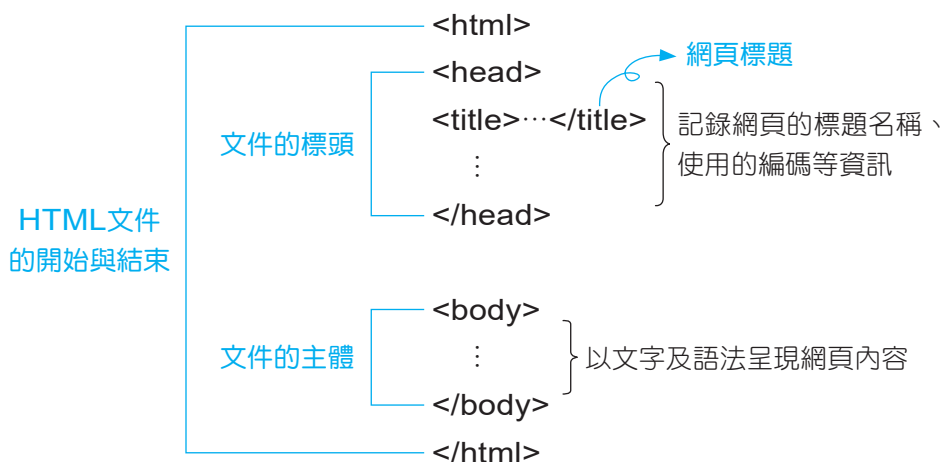 <html>
<head>
網頁標題
<title>…</title>
記錄網頁的標題名稱、
使用的編碼等資訊
文件的標頭
⋮
</head>
HTML文件
的開始與結束
<body>
文件的主體
⋮
以文字及語法呈現網頁內容
</body>
</html>